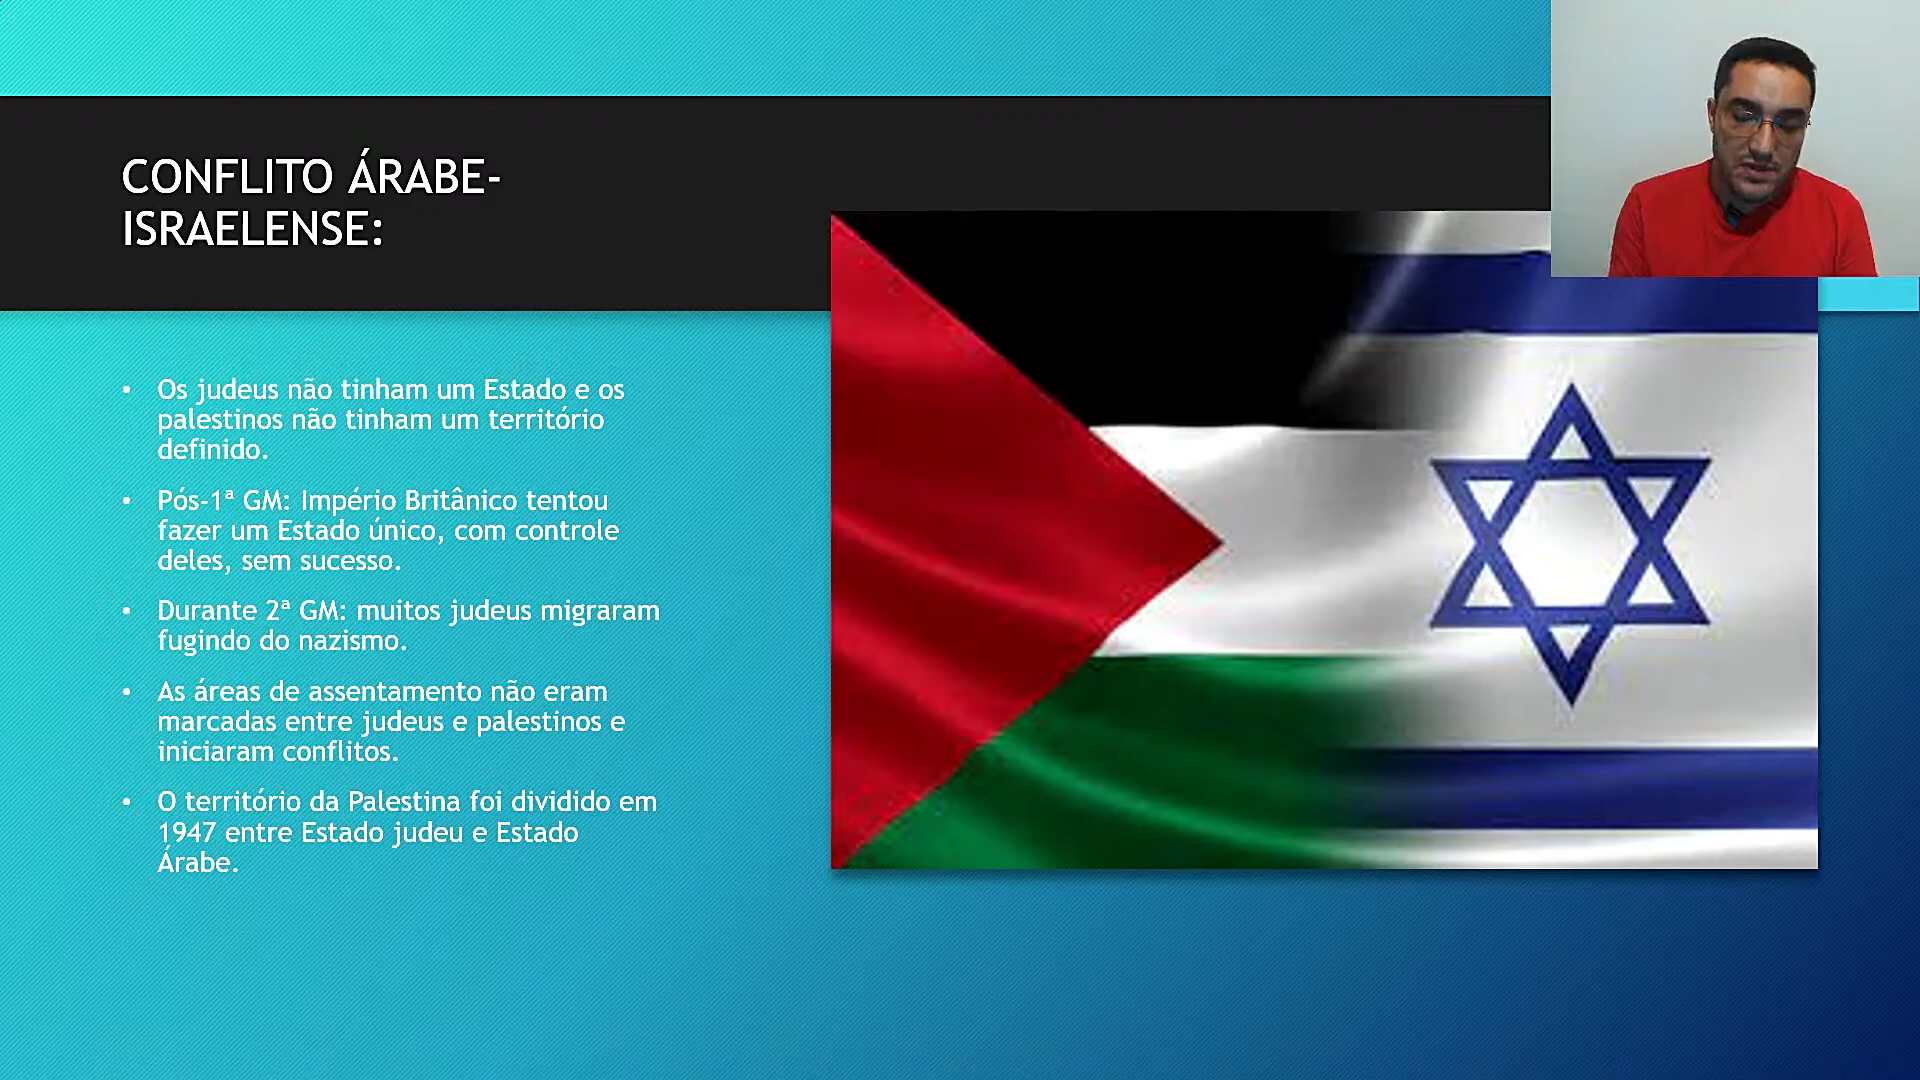 CONFLITO ÁRABE-
ISRAELENSE:
• Os judeus não tinham um Estado e os
palestinos não tinham um território
definido.
• Pós-1ª GM: Império Britânico tentou
fazer um Estado único, com controle
deles, sem sucesso.
• Durante 2ª GM: muitos judeus migraram
fugindo do nazismo.
• As áreas de assentamento não eram
marcadas entre judeus e palestinos e
iniciaram conflitos.
• O território da Palestina foi dividido em
1947 entre Estado judeu e Estado
Árabe.